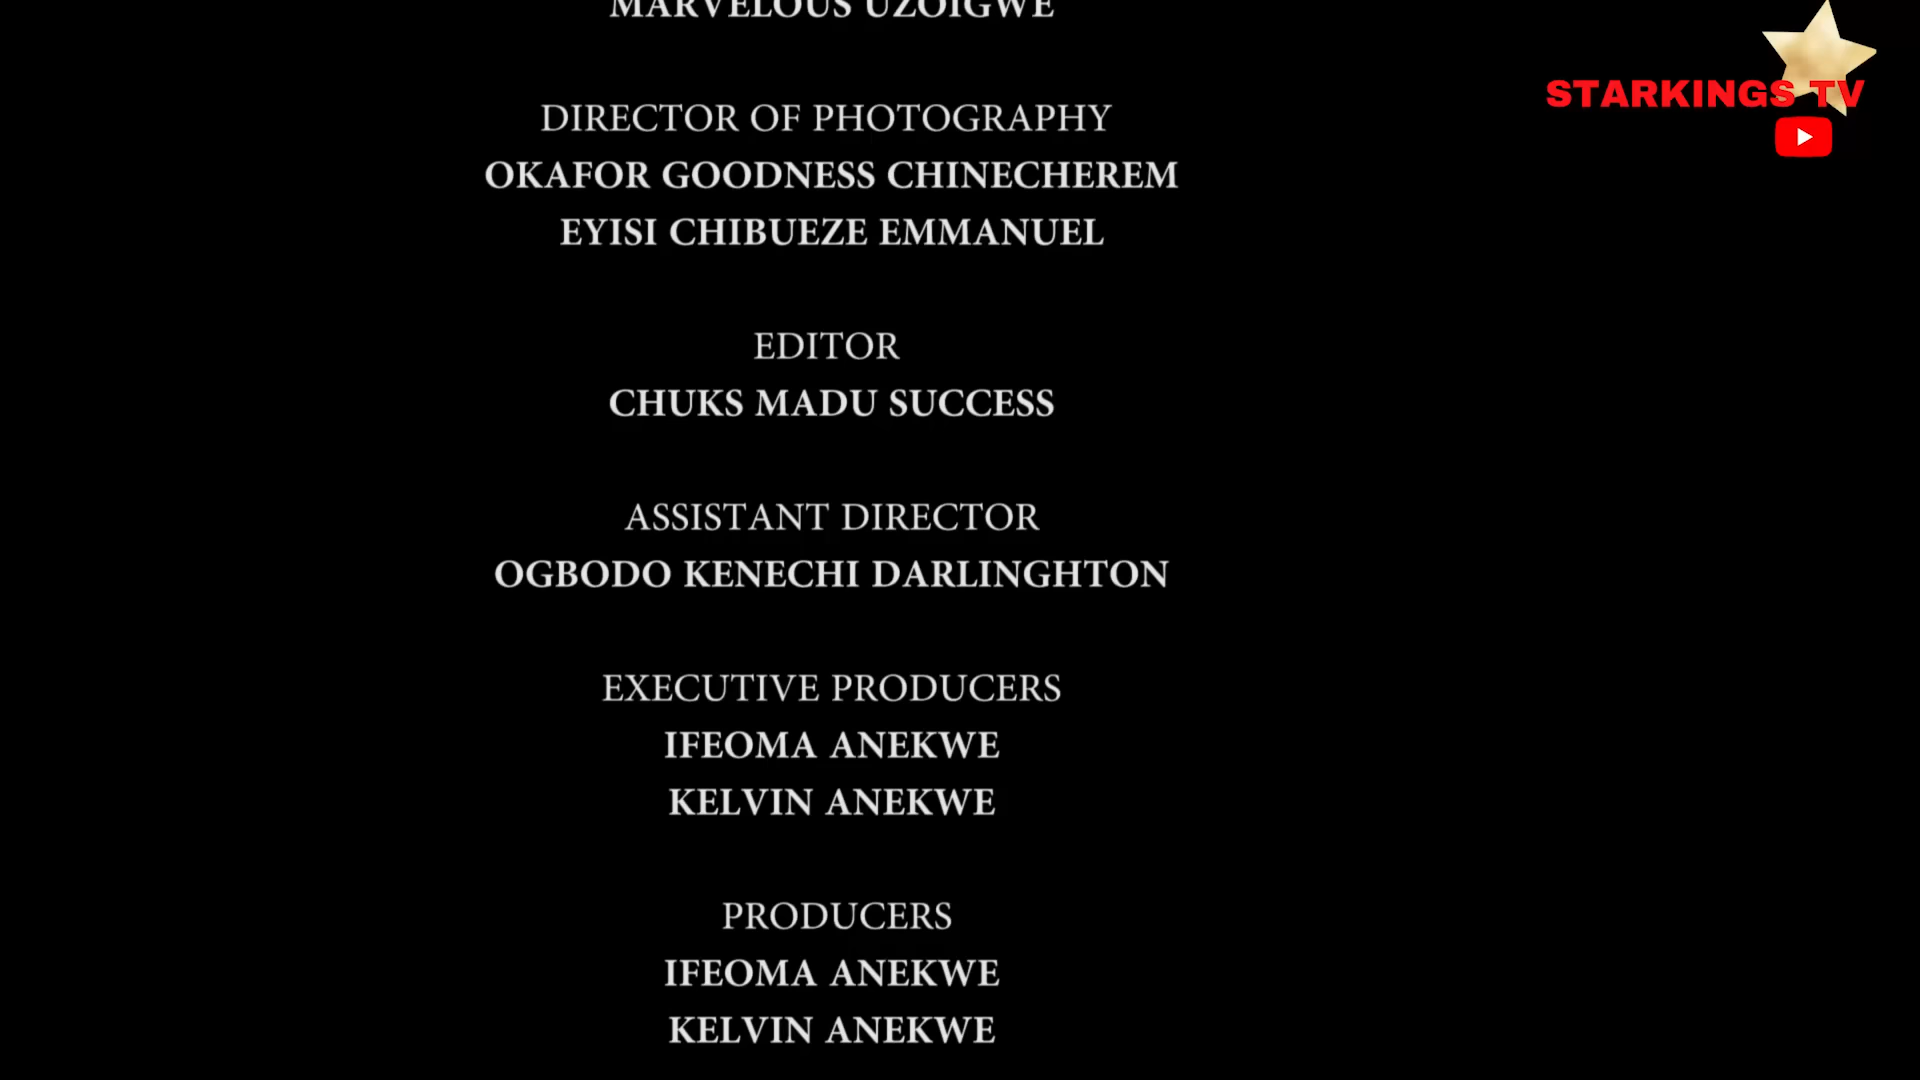 MARVELOUS UZOIGWE
STARKINGS TV
DIRECTOR OF PHOTOGRAPHY
OKAFOR GOODNESS CHINECHEREM
EYISI CHIBUEZE EMMANUEL
EDITOR
CHUKS MADU SUCCESS
ASSISTANT DIRECTOR
OGBODO KENECHI DARLINGHTON
EXECUTIVE PRODUCERS
IFEOMA ANEKWE
KELVIN ANEKWE
PRODUCERS
IFEOMA ANEKWE
KELVIN ANEKWE